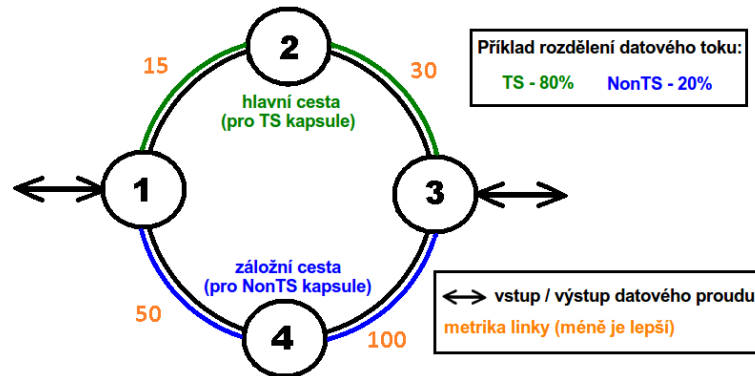 2
15
30
Příklad rozdělení datového toku:
TS - 80% NonTS - 20%
hlavní cesta
(pro TS kapsule)
1
3
záložní cesta
(pro NonTS kapsule)
50
4
100
vstup / výstup datového proudu
metrika linky (méně je lepší)